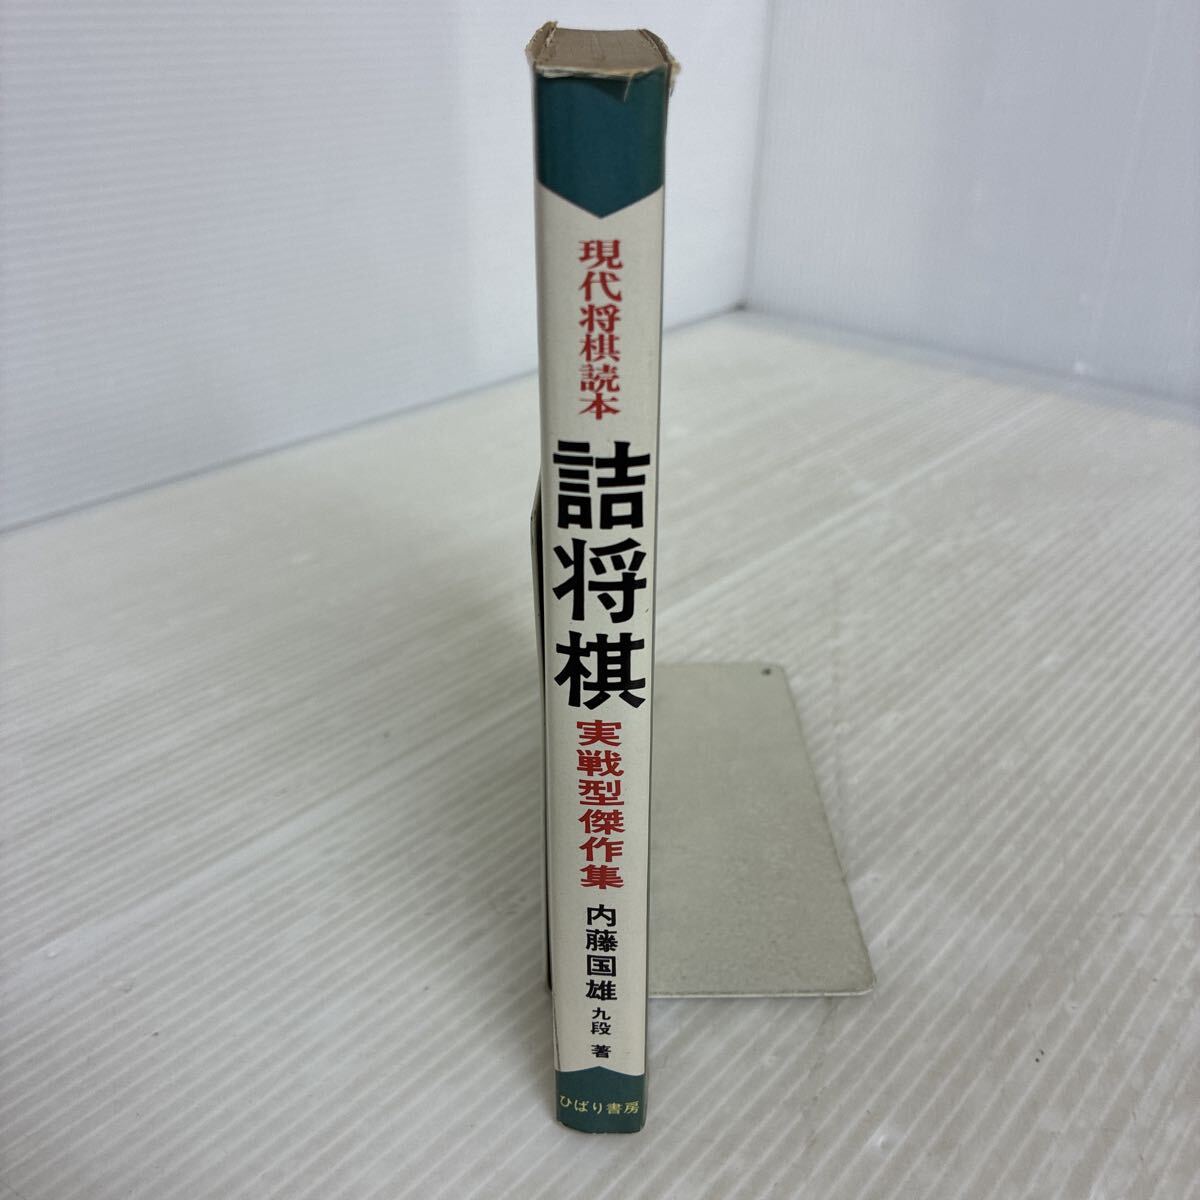 現代将棋読本
詰将棋
実戦型傑作集
内藤国雄九段 著
ひばり書房